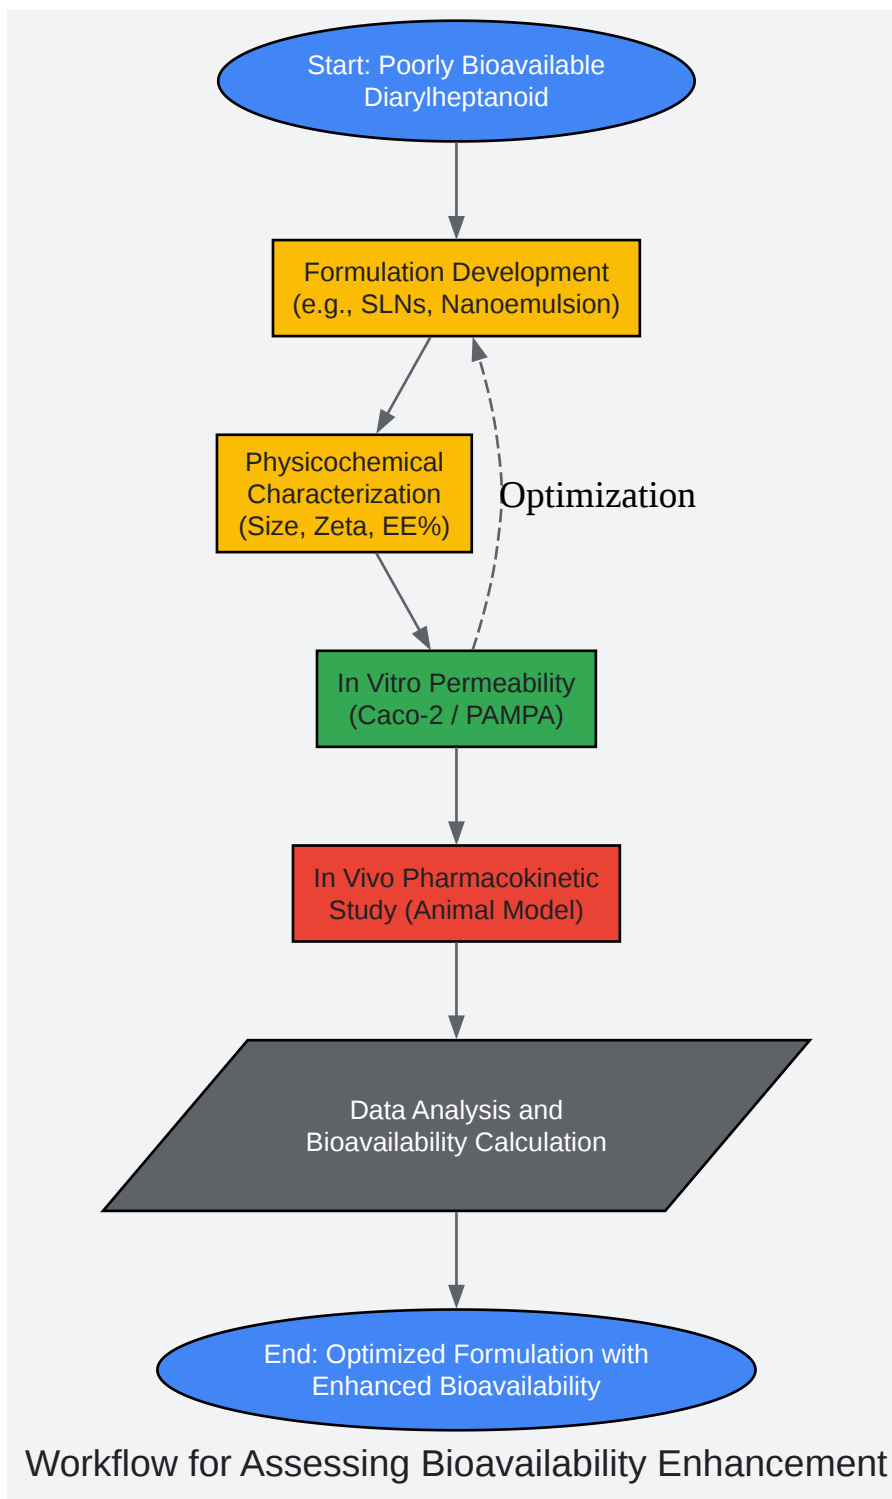 Start: Poorly Bioavailable
Diarylheptanoid
Formulation Development
(e.g., SLNs, Nanoemulsion)
Physicochemical
Characterization
(Size, Zeta, EE%)
Optimization
In Vitro Permeability
(Caco-2 / PAMPA)
In Vivo Pharmacokinetic
Study (Animal Model)
Data Analysis and
Bioavailability Calculation
End: Optimized Formulation with
Enhanced Bioavailability
Workflow for Assessing Bioavailability Enhancement